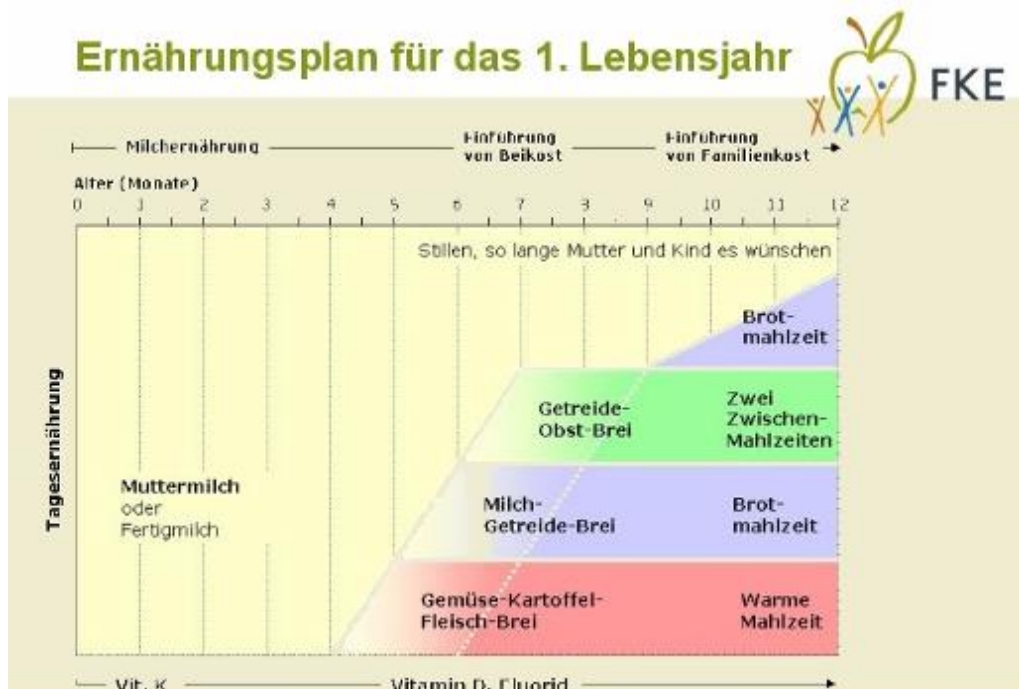 Ernährungsplan für das 1. Lebensjahr
FKE
Milchernährung
Einführung
von Beikost
Einführung
von Familienkost
Alter (Monate)
0 1 2 3 4 5 6 7 8 9 10 11 12
Stillen, so lange Mutter und Kind es wünschen
Brot-
mahlzeit
Getreide-
Obst-Brei
Zwei
Zwischen-
Mahlzeiten
Tagesernährung
Muttermilch
oder
Fertigmilch
Milch-
Getreide-Brei
Brot-
mahlzeit
Gemüse-Kartoffel-
Fleisch-Brei
Warme
Mahlzeit
Vit. K
Vitamin D, Fluorid